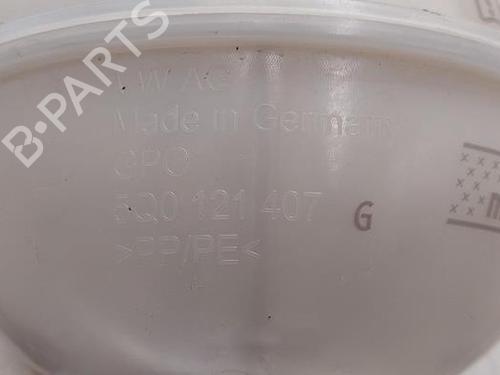 B-PARTS
VW AG
Made in Germany
GPO
5Q0 121 407 G
>PP/PE<